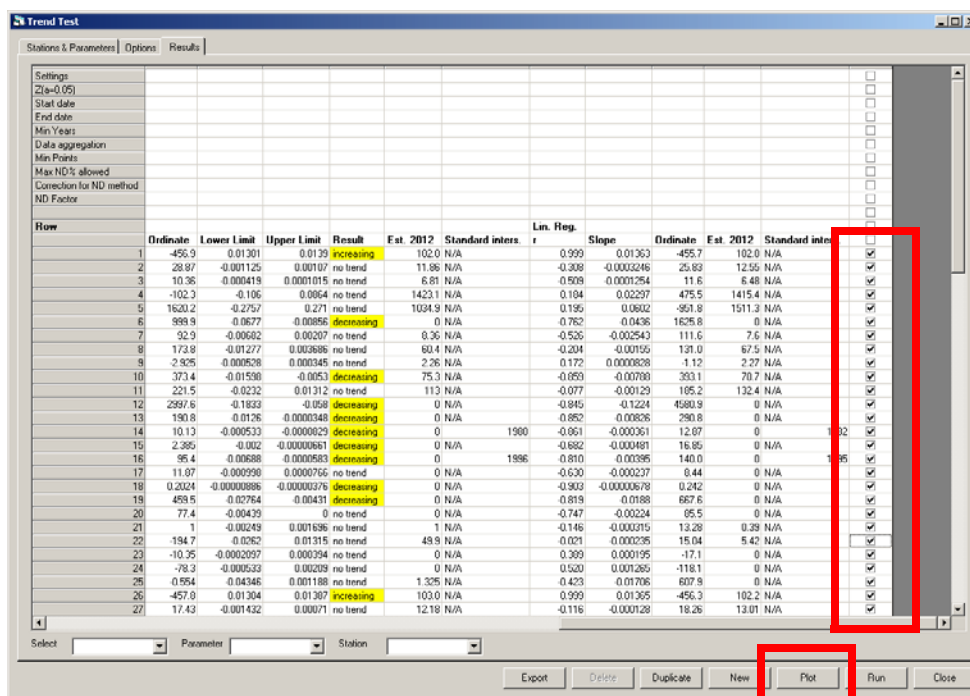 Trend Test
Stations & Parameters Options Results
Settings
Z(a=0.05)
Start date
End date
Min Years
Data aggregation
Min Points
Max ND% allowed
Correction for ND method
ND Factor
Row Lin. Reg.
Ordinate Lower Limit Upper Limit Result Est. 2012 Standard inters. r Slope Ordinate Est. 2012 Standard inter
1 -456.9 0.01301 0.0139 increasing 102.0 N/A 0.999 0.01363 -455.7 102.0 N/A
2 28.87 -0.001125 0.00107 no trend 11.86 N/A -0.308 -0.0003246 25.83 12.55 N/A
3 10.36 -0.000419 0.0001015 no trend 6.81 N/A -0.509 -0.0001254 11.6 6.48 N/A
4 -102.3 -0.106 0.0864 no trend 1423.1 N/A 0.184 0.02297 475.5 1415.4 N/A
5 1620.2 -0.2757 0.271 no trend 1034.9 N/A 0.195 0.0602 -951.8 1511.3 N/A
6 999.9 -0.0677 -0.00856 decreasing 0 N/A -0.762 -0.0436 1625.8 0 N/A
7 92.9 -0.00682 0.00207 no trend 8.36 N/A -0.526 -0.002543 111.6 7.6 N/A
8 173.8 -0.01277 0.003686 no trend 60.4 N/A -0.204 -0.00155 131.0 67.5 N/A
9 -2.925 -0.000528 0.000345 no trend 2.26 N/A 0.172 0.0000828 -1.12 2.27 N/A
10 373.4 -0.01598 -0.0053 decreasing 75.3 N/A -0.859 -0.00788 393.1 70.7 N/A
11 221.5 -0.0232 0.01312 no trend 113 N/A -0.077 -0.00129 185.2 132.4 N/A
12 2997.6 -0.1833 -0.058 decreasing 0 N/A -0.845 -0.1224 4580.9 0 N/A
13 190.8 -0.0126 -0.0000348 decreasing 0 N/A -0.852 -0.00826 290.8 0 N/A
14 10.13 -0.000533 -0.0000829 decreasing 0 1980 -0.861 -0.000361 12.87 0
15 2.385 -0.002 -0.00000661 decreasing 0 N/A -0.682 -0.000481 16.85 0 N/A
16 95.4 -0.00688 -0.0000583 decreasing 0 1996 -0.810 -0.00395 140.0 0
17 11.87 -0.000998 0.0000766 no trend 0 N/A -0.630 -0.000237 8.44 0 N/A
18 0.2024 -0.00000886 -0.00000376 decreasing 0 N/A -0.903 -0.00000678 0.242 0 N/A
19 459.5 -0.02764 -0.00431 decreasing 0 N/A -0.819 -0.0188 667.6 0 N/A
20 77.4 -0.00439 0 no trend 0 N/A -0.747 -0.00224 85.5 0 N/A
21 1 -0.00249 0.001696 no trend 1 N/A -0.146 -0.000315 13.28 0.39 N/A
22 -194.7 -0.0262 0.01315 no trend 49.9 N/A -0.021 -0.000235 15.04 5.42 N/A
23 -10.35 -0.0002097 0.000394 no trend 0 N/A 0.389 0.000195 -17.1 0 N/A
24 -78.3 -0.000533 0.00209 no trend 0 N/A 0.520 0.001265 -118.1 0 N/A
25 -0.554 -0.04346 0.001188 no trend 1.325 N/A -0.423 -0.01706 607.9 0 N/A
26 -457.8 0.01304 0.01387 increasing 103.0 N/A 0.999 0.01365 -456.3 102.2 N/A
27 17.43 -0.001432 0.00071 no trend 12.18 N/A -0.116 -0.000128 18.26 13.01 N/A
Select Parameter Station
Export Delete Duplicate New Plot Run Close